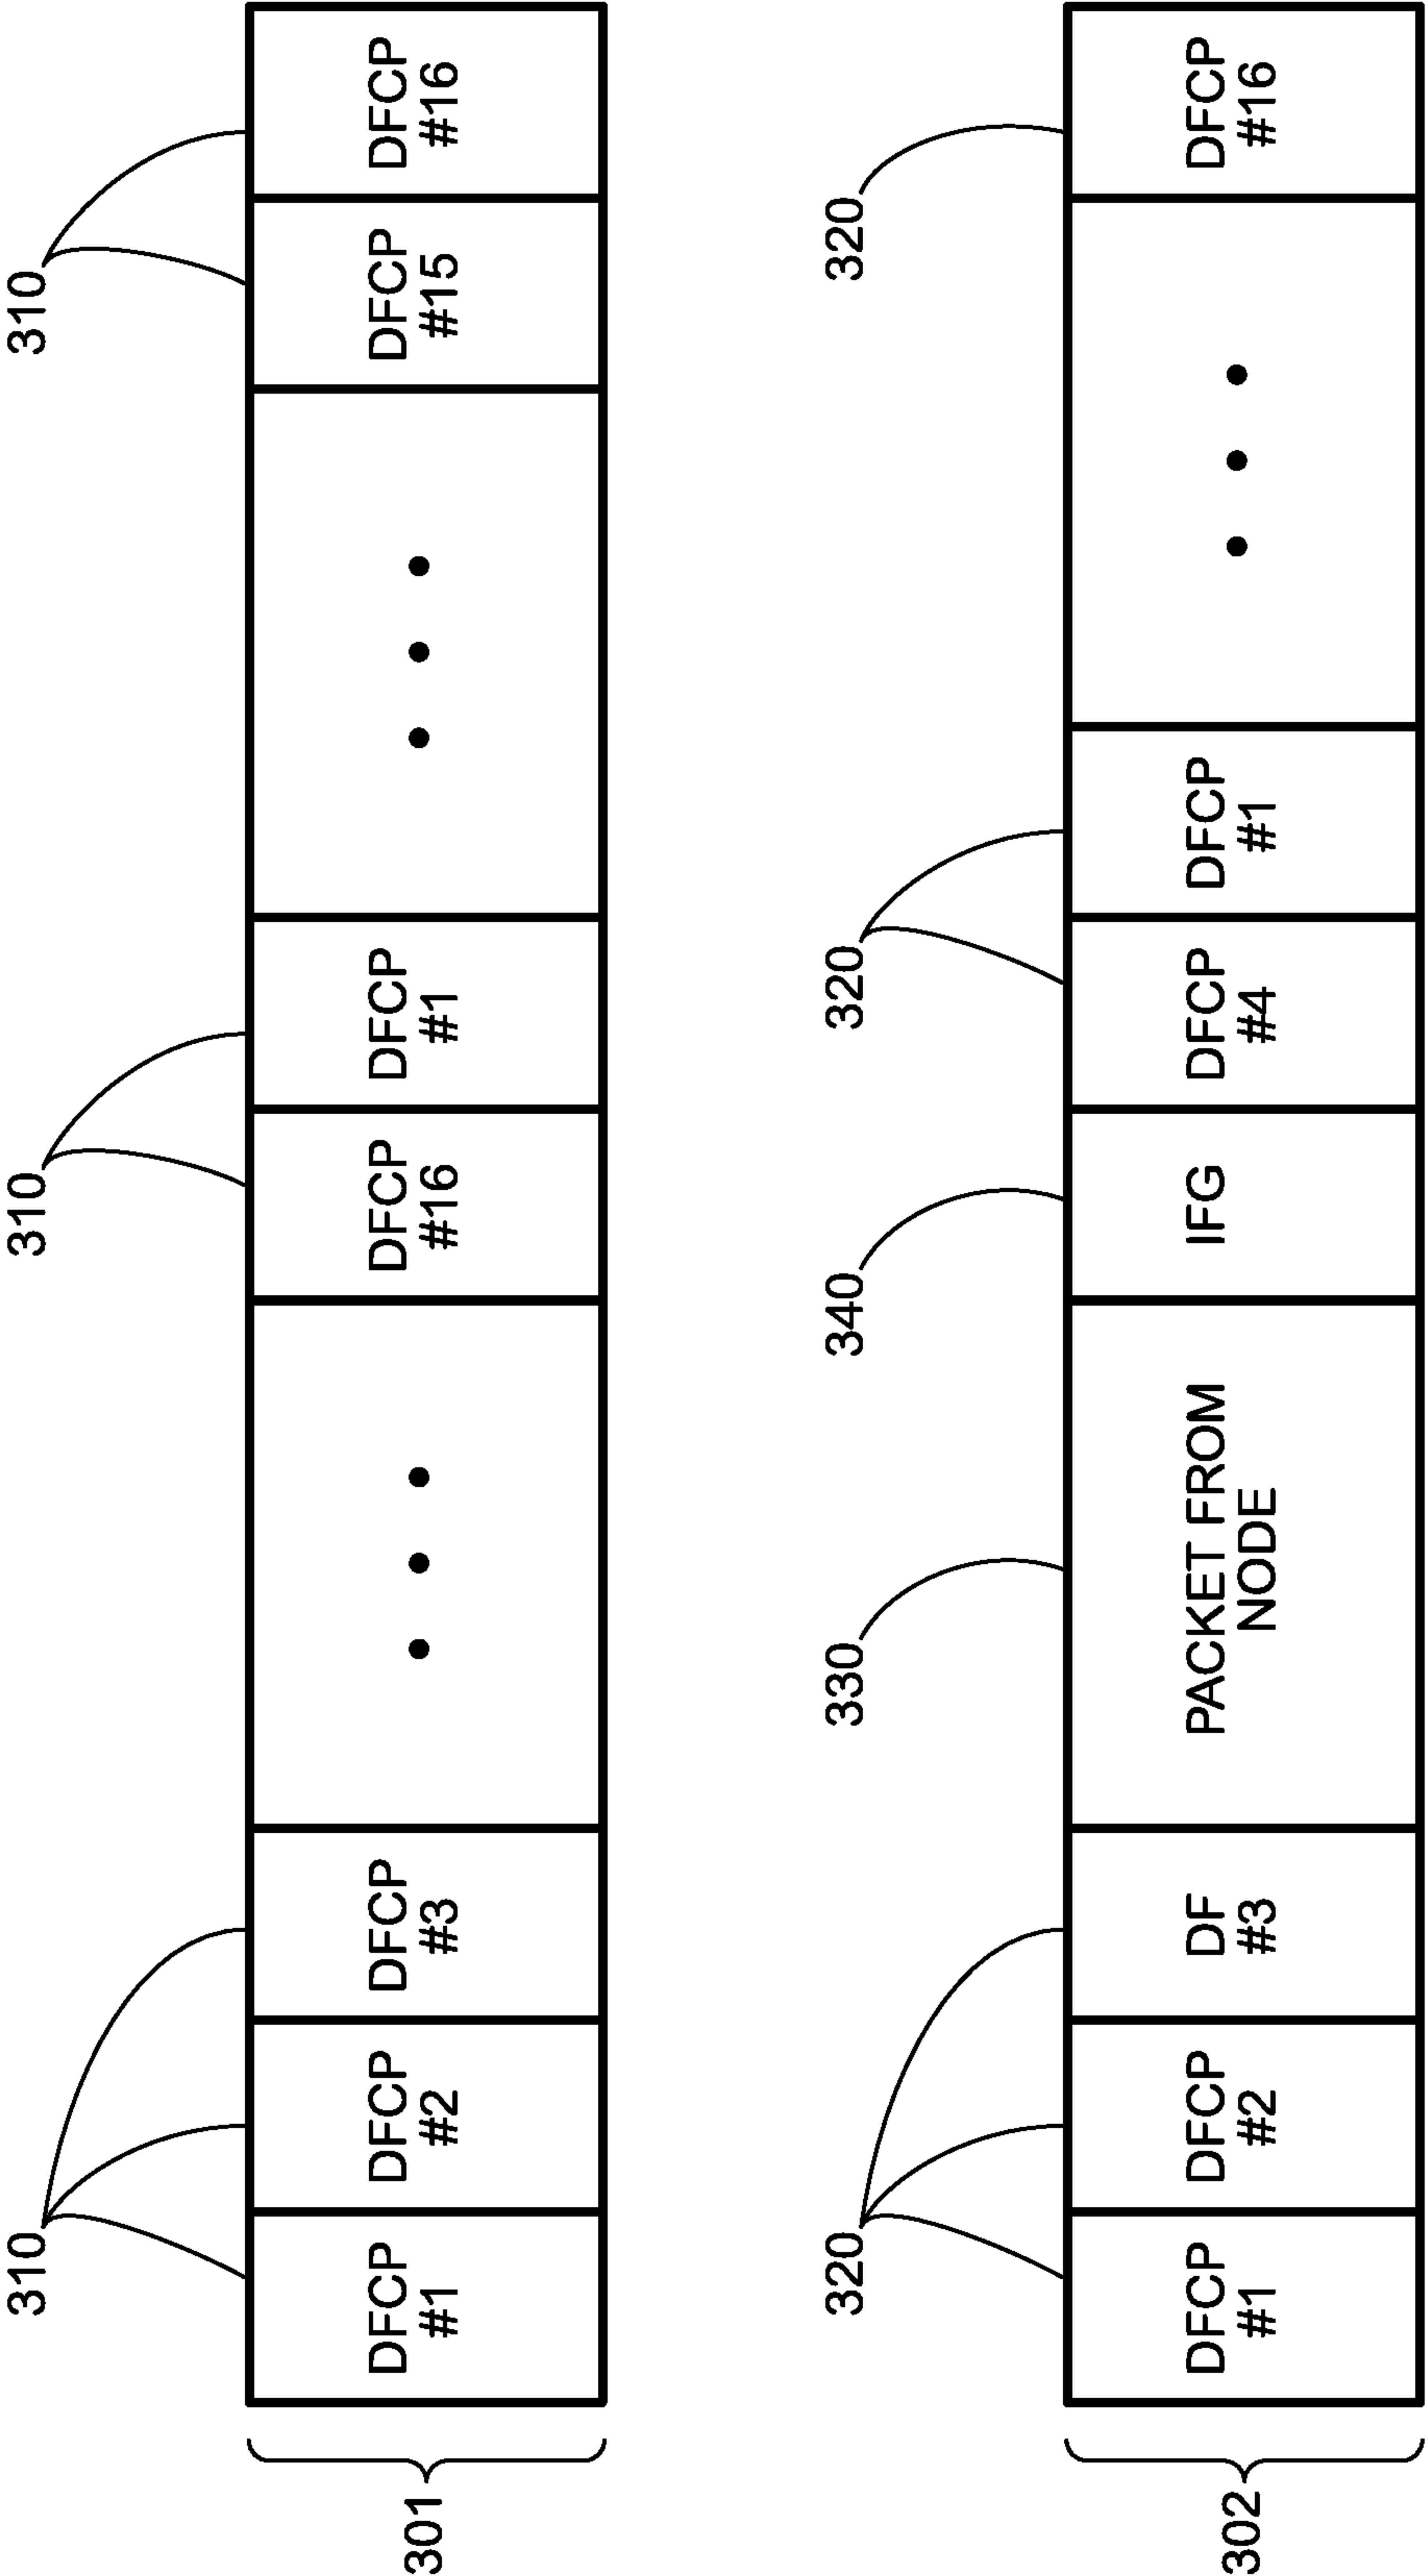 310
310
310
301
DFCP
#1
DFCP
#2
DFCP
#3
DFCP
#16
DFCP
#1
DFCP
#15
DFCP
#16
320
330
340
320
320
302
DFCP
#1
DFCP
#2
DF
#3
PACKET FROM
NODE
IFG
DFCP
#4
DFCP
#1
DFCP
#16